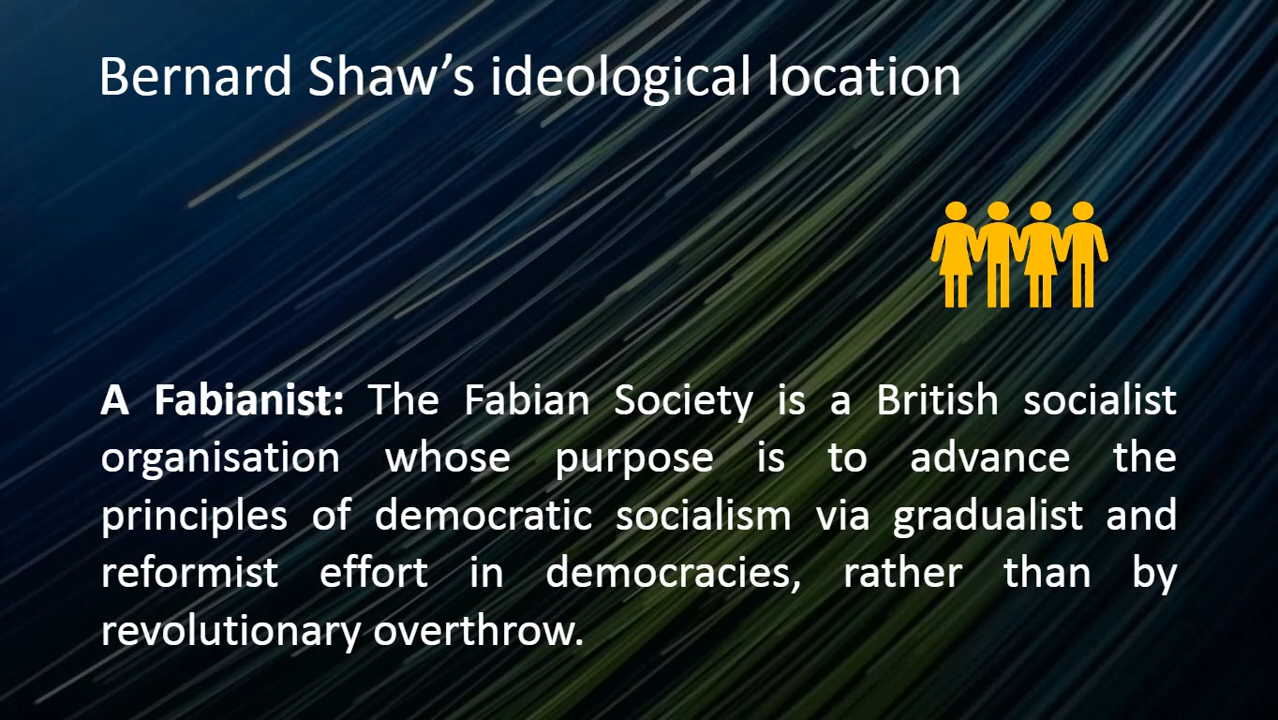 Bernard Shaw’s ideological location
A Fabianist: The Fabian Society is a British socialist
organisation whose purpose is to advance the
principles of democratic socialism via gradualist and
reformist effort in democracies, rather than by
revolutionary overthrow.